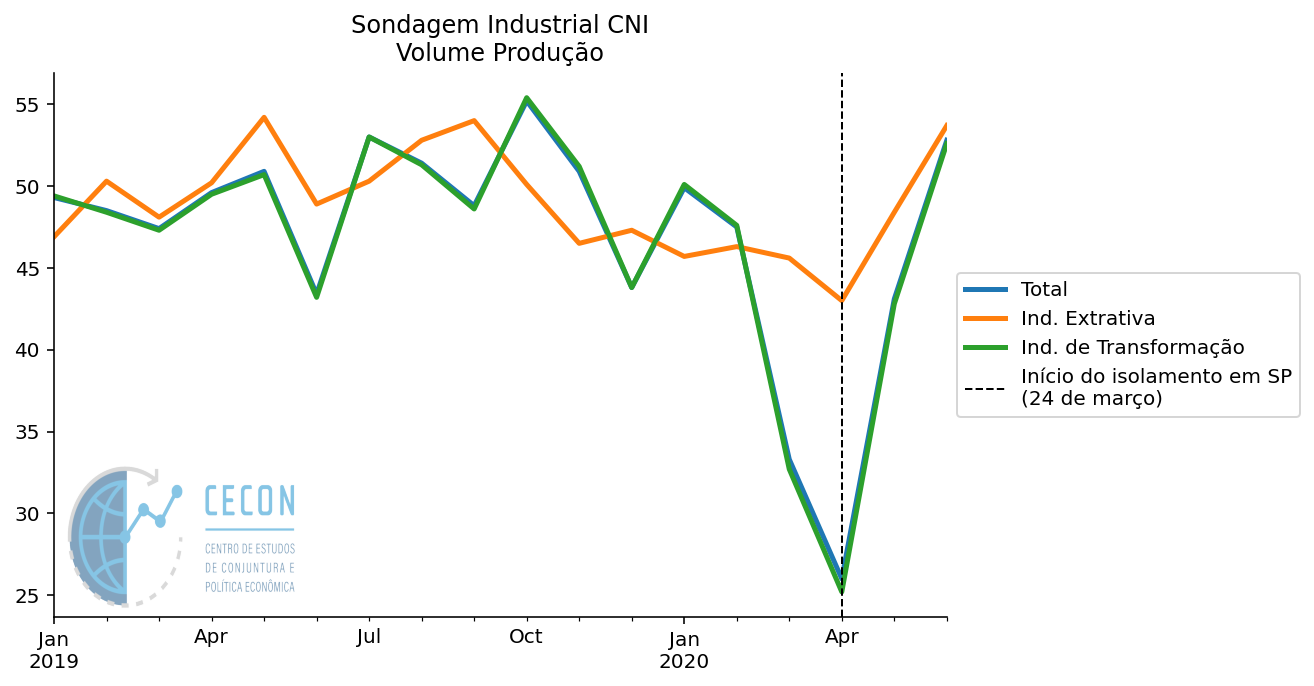 Sondagem Industrial CNI
Volume Produção
55
50
45
40
35
30
25
Jan
2019
Apr
Jul
Oct
Jan
2020
Apr
Total
Ind. Extrativa
Ind. de Transformação
Início do isolamento em SP
(24 de março)
CECON
CENTRO DE ESTUDOS
DE CONJUNTURA E
POLÍTICA ECONÔMICA